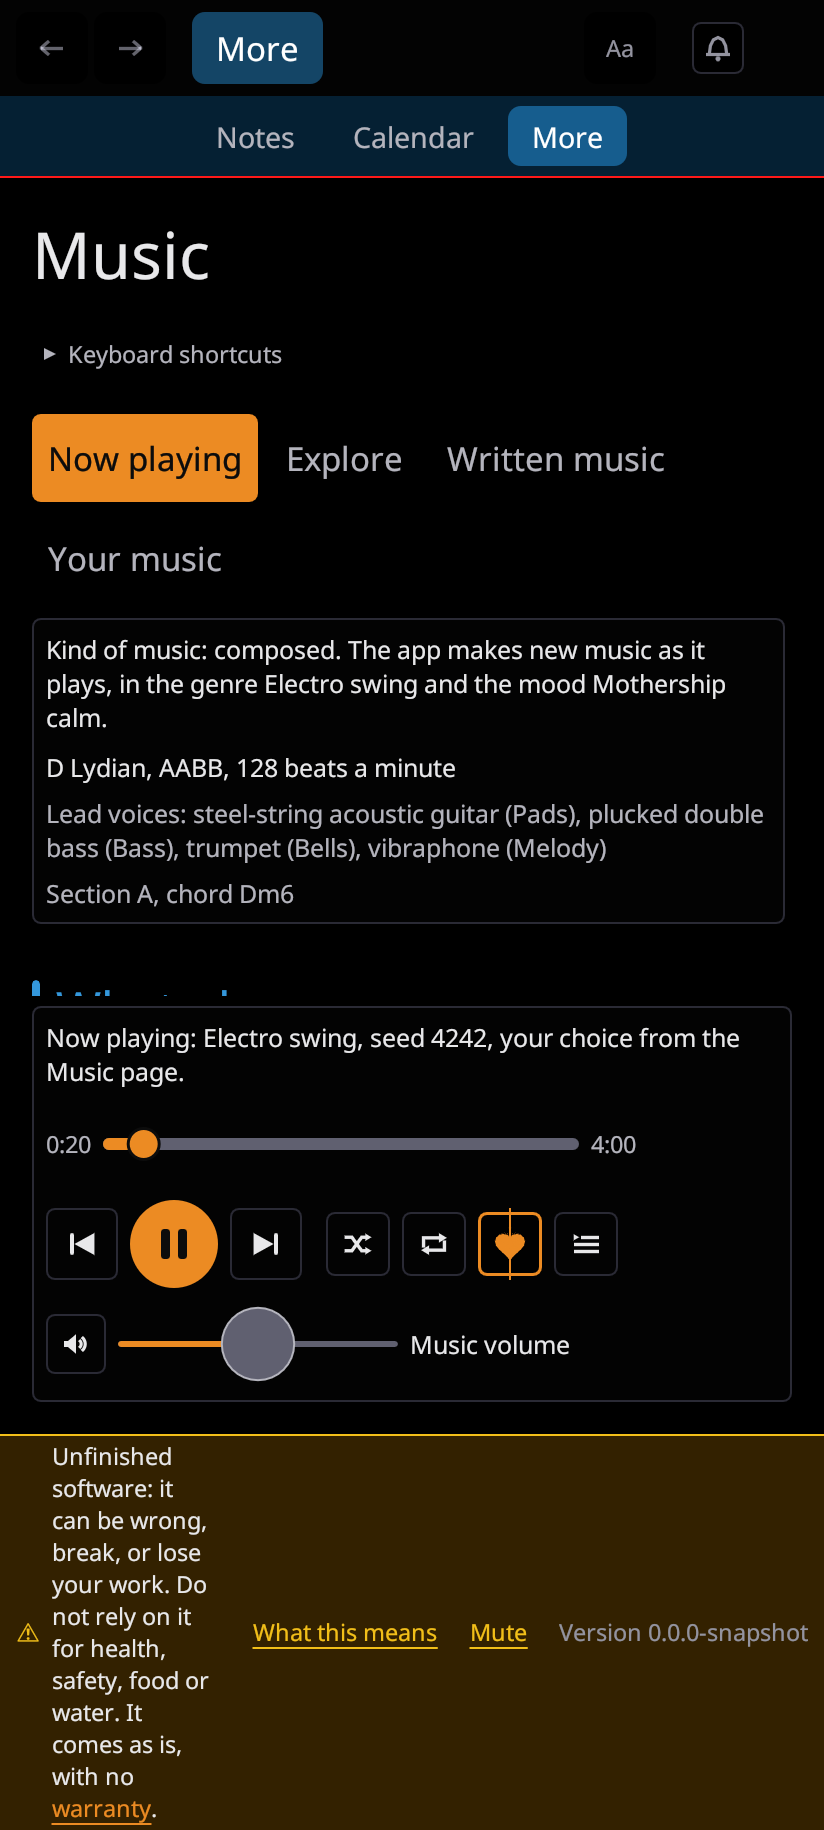 More
Aa
Notes Calendar More
Music
Keyboard shortcuts
Now playing Explore Written music
Your music
Kind of music: composed. The app makes new music as it
plays, in the genre Electro swing and the mood Mothership
calm.
D Lydian, AABB, 128 beats a minute
Lead voices: steel-string acoustic guitar (Pads), plucked double
bass (Bass), trumpet (Bells), vibraphone (Melody)
Section A, chord Dm6
Now playing: Electro swing, seed 4242, your choice from the
Music page.
0:20 4:00
Music volume
Unfinished
software: it
can be wrong,
break, or lose
your work. Do
not rely on it
for health,
safety, food or
water. It
comes as is,
with no
warranty.
What this means Mute Version 0.0.0-snapshot